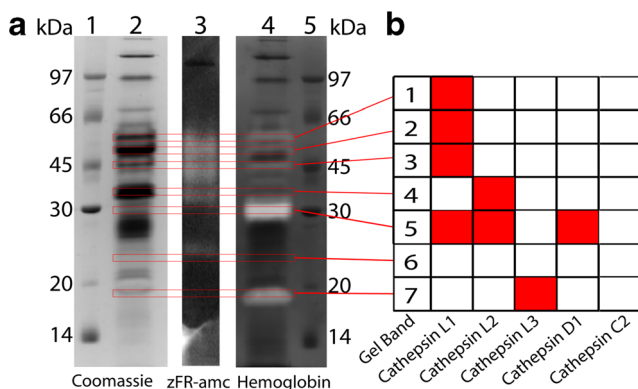 a kDa 1 2 3 4 5 kDa b
97 97
66 66
45 45
30 30
20 20
14 14
Coomassie zFR-amc Hemoglobin
1
2
3
4
5
6
7
Gel Band
Cathepsin L1
Cathepsin L2
Cathepsin L3
Cathepsin D1
Cathepsin C2